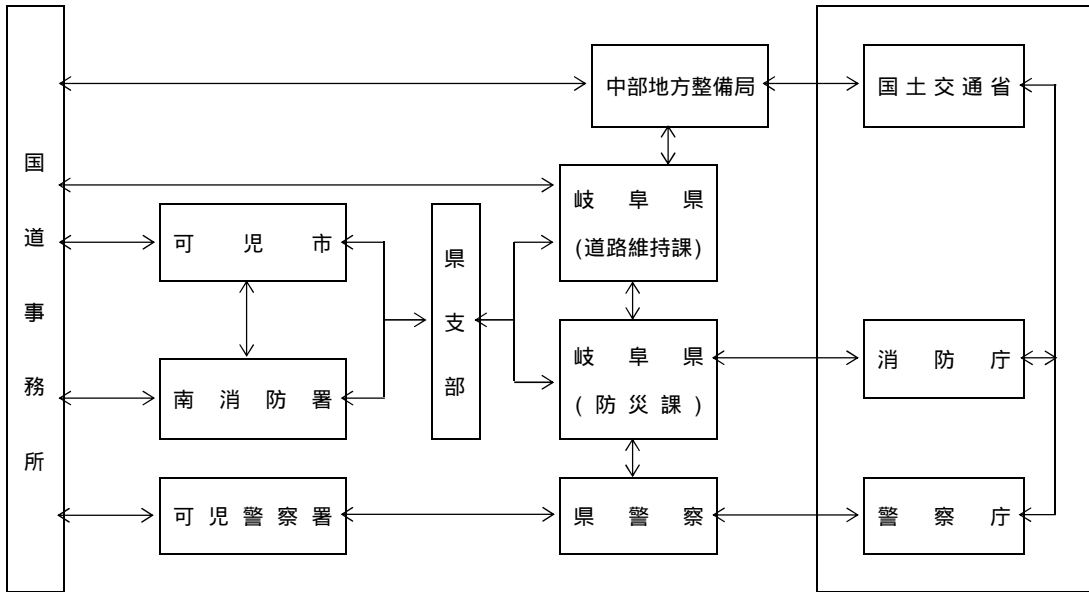 国道事務所
中部地方整備局
国土交通省
岐阜県
(道路維持課)
可児市
県支部
岐阜県
(防災課)
消防庁
南消防署
可児警察署
県警察
警察庁